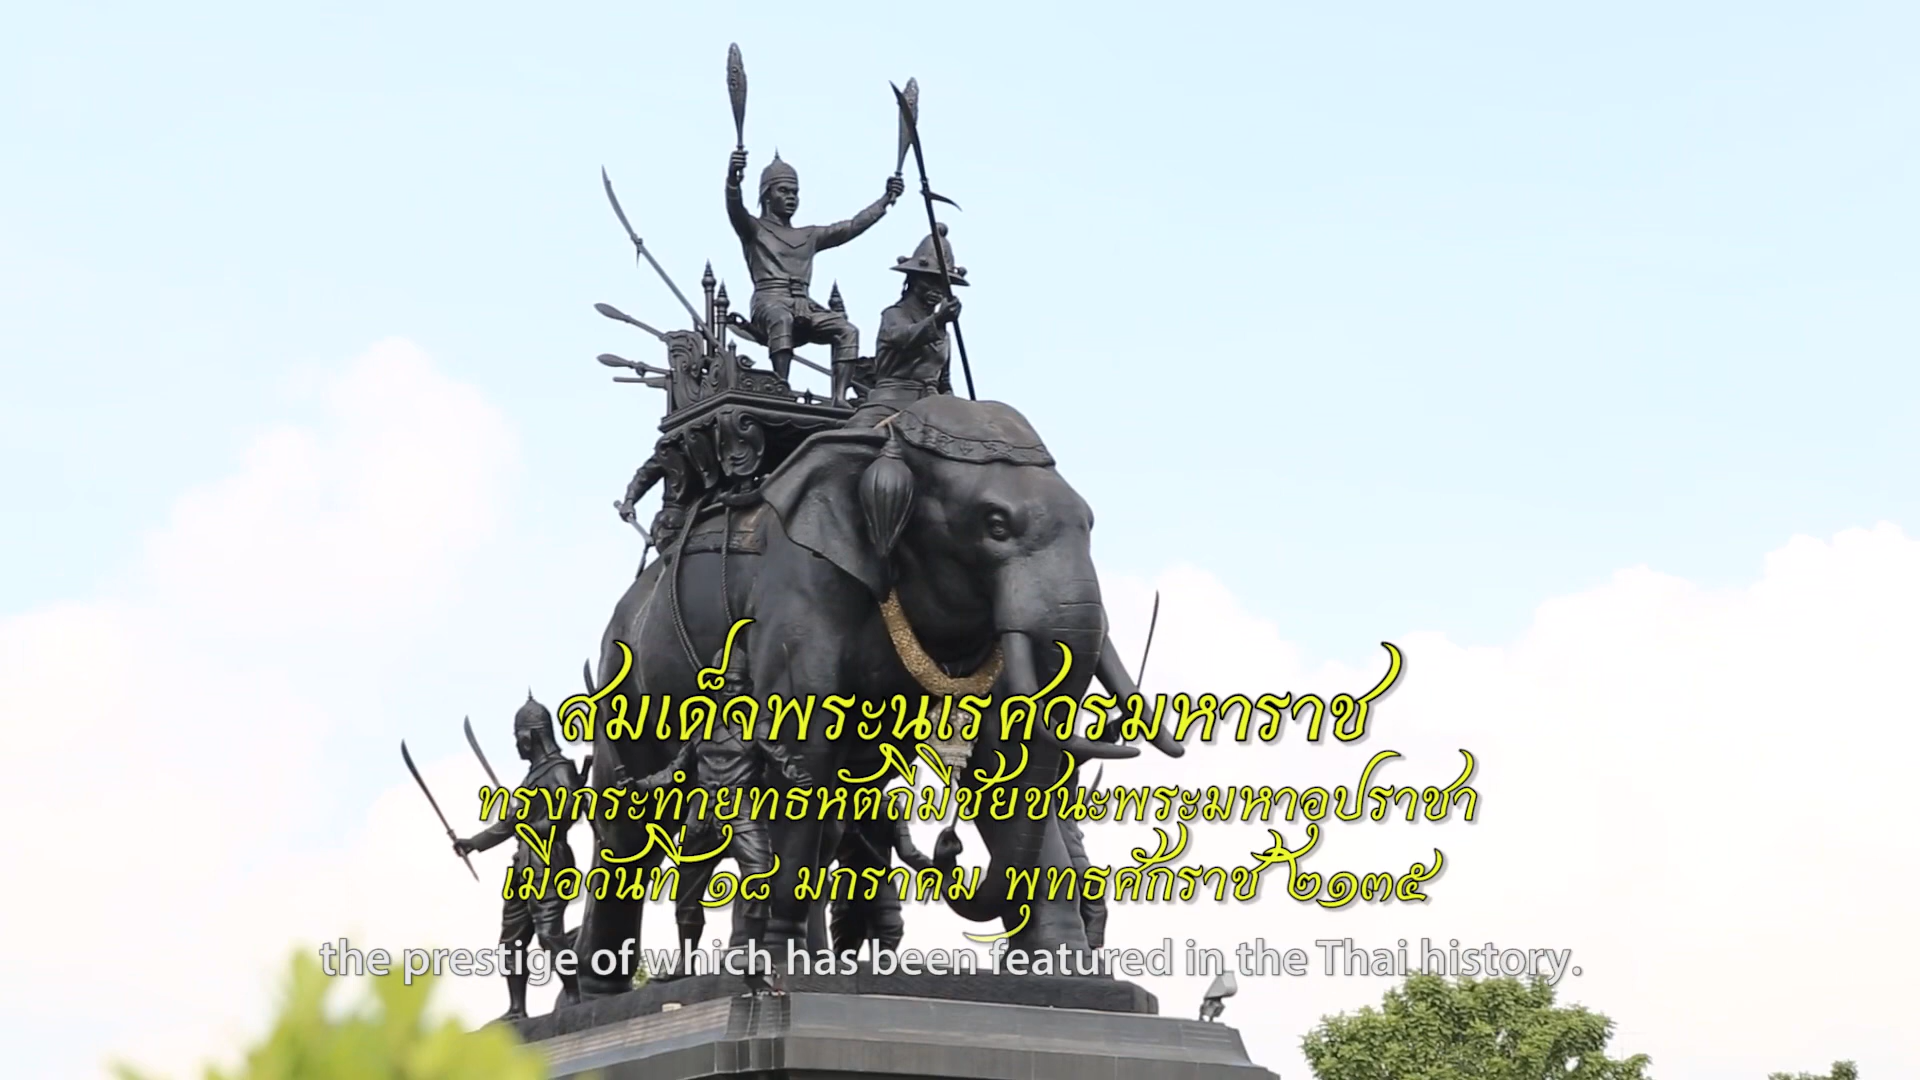 สมเด็จพระนเรศวรมหาราช
ทรงกระทำยุทธหัตถีมีชัยชนะพระมหาอุปราชา
เมื่อวันที่ ๑๘ มกราคม พุทธศักราช ๒๑๓๕
the prestige of which has been featured in the Thai history.